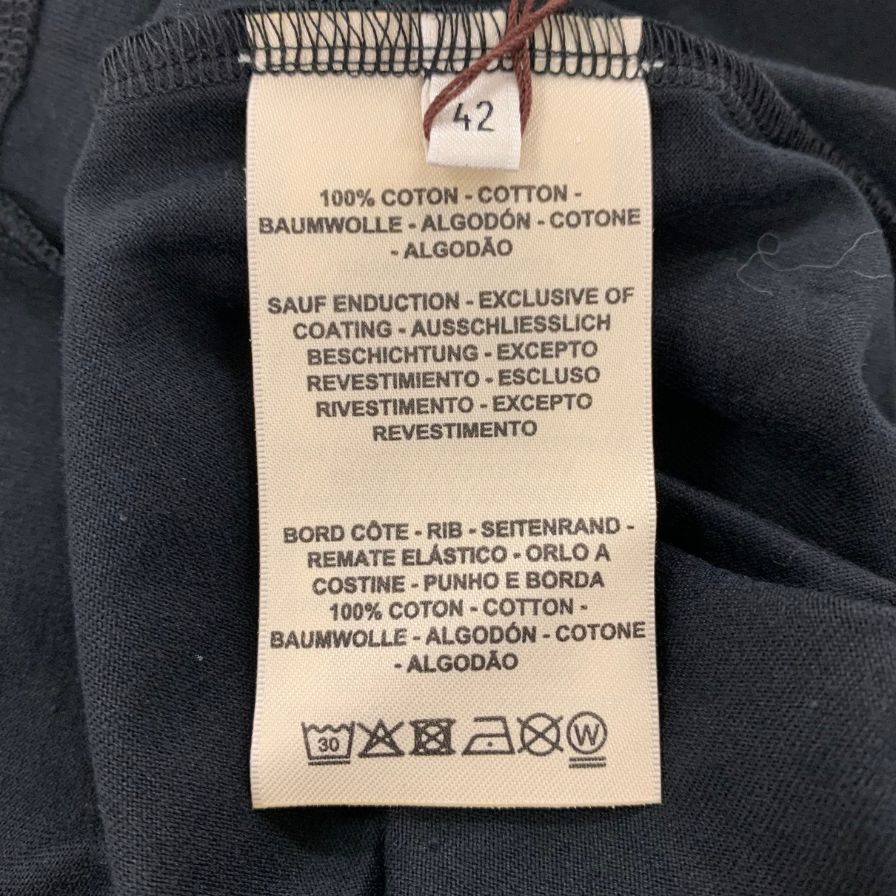 42
100% COTON - COTTON -
BAUMWOLLE - ALGODÓN - COTONE
- ALGODÃO
SAUF ENDUCTION - EXCLUSIVE OF
COATING - AUSSCHLIESSLICH
BESCHICHTUNG - EXCEPTO
REVESTIMIENTO - ESCLUSO
RIVESTIMENTO - EXCEPTO
REVESTIMENTO
BORD CÔTE - RIB - SEITENRAND -
REMATE ELÁSTICO - ORLO A
COSTINE - PUNHO E BORDA
100% COTON - COTTON -
BAUMWOLLE - ALGODÓN - COTONE
- ALGODÃO
30 W